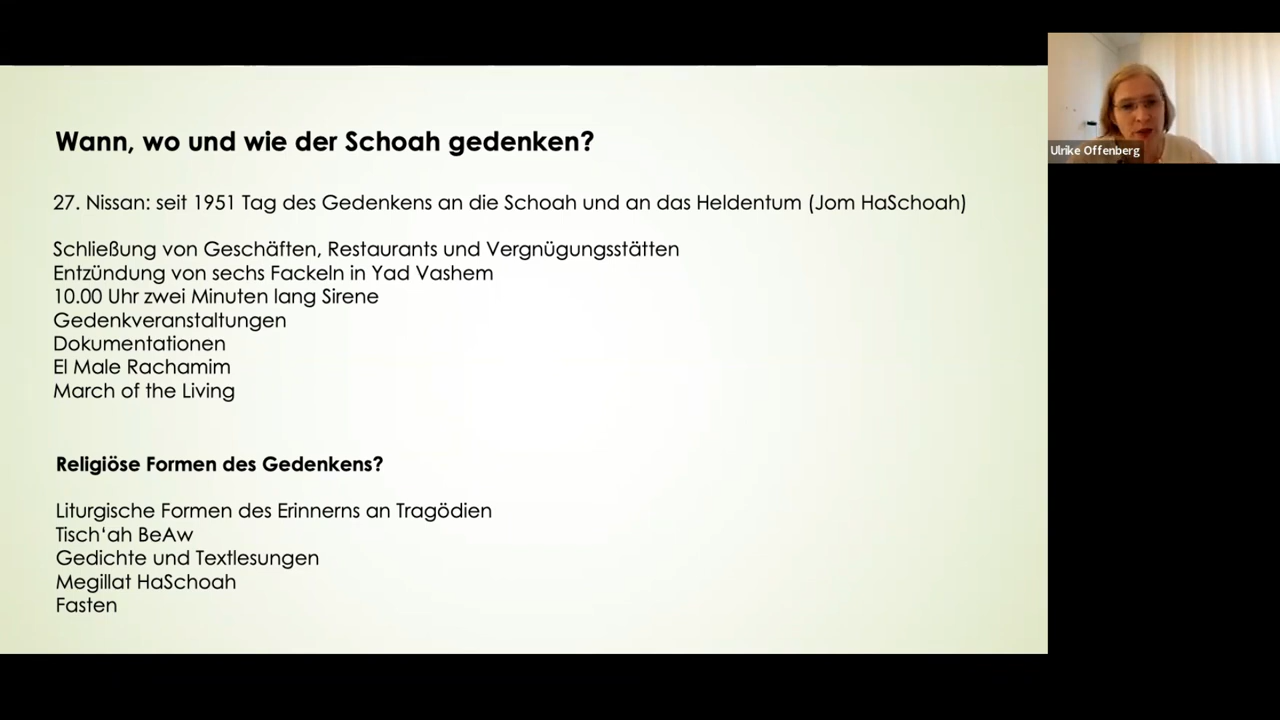 Wann, wo und wie der Schoah gedenken?
27. Nissan: seit 1951 Tag des Gedenkens an die Schoah und an das Heldentum (Jom HaSchoah)
Schließung von Geschäften, Restaurants und Vergnügungsstätten
Entzündung von sechs Fackeln in Yad Vashem
10.00 Uhr zwei Minuten lang Sirene
Gedenkveranstaltungen
Dokumentationen
El Male Rachamim
March of the Living
Religiöse Formen des Gedenkens?
Liturgische Formen des Erinnerns an Tragödien
Tisch‘ah BeAw
Gedichte und Textlesungen
Megillat HaSchoah
Fasten
Ulrike Offenberg